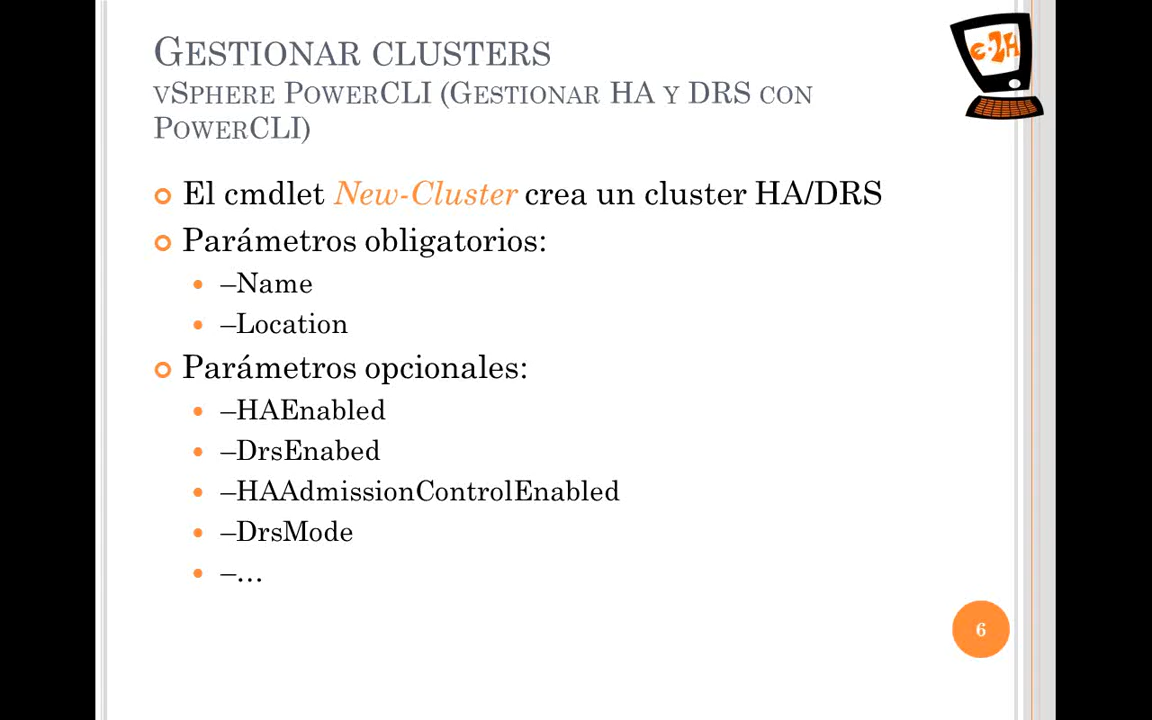 GESTIONAR CLUSTERS
VSPHERE POWERCLI (GESTIONAR HA Y DRS CON
POWERCLI)
e·2H
El cmdlet New-Cluster crea un cluster HA/DRS
Parámetros obligatorios:
–Name
–Location
Parámetros opcionales:
–HAEnabled
–DrsEnabed
–HAAdmissionControlEnabled
–DrsMode
–…
6